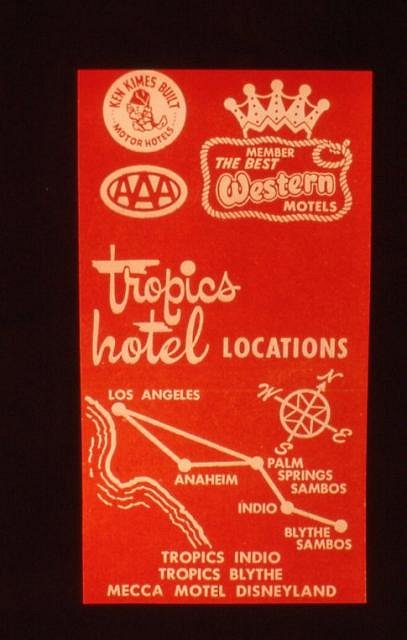 KEN KIMES BUILT
MOTOR HOTELS
AAA
MEMBER
THE BEST
Western
MOTELS
tropics
hotel LOCATIONS
LOS ANGELES
N
W
E
S
ANAHEIM
PALM
SPRINGS
SAMBOS
INDIO
BLYTHE
SAMBOS
TROPICS INDIO
TROPICS BLYTHE
MECCA MOTEL DISNEYLAND